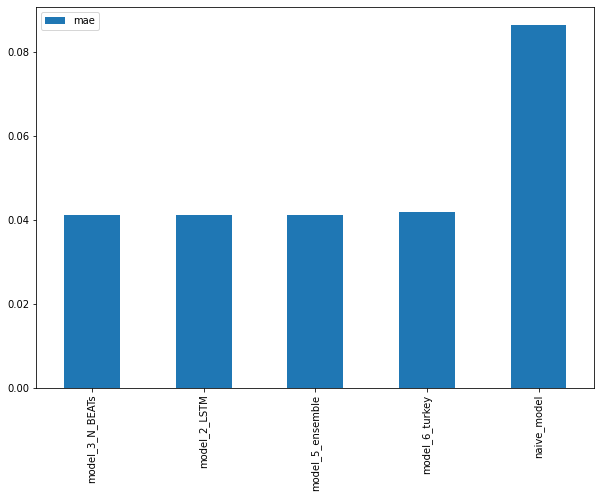 mae
0.08
0.06
0.04
0.02
0.00
model_3_N_BEATs
model_2_LSTM
model_5_ensemble
model_6_turkey
naive_model